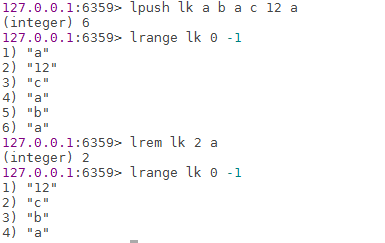 127.0.0.1:6359> lpush lk a b a c 12 a
(integer) 6
127.0.0.1:6359> lrange lk 0 -1
1) "a"
2) "12"
3) "c"
4) "a"
5) "b"
6) "a"
127.0.0.1:6359> lrem lk 2 a
(integer) 2
127.0.0.1:6359> lrange lk 0 -1
1) "12"
2) "c"
3) "b"
4) "a"